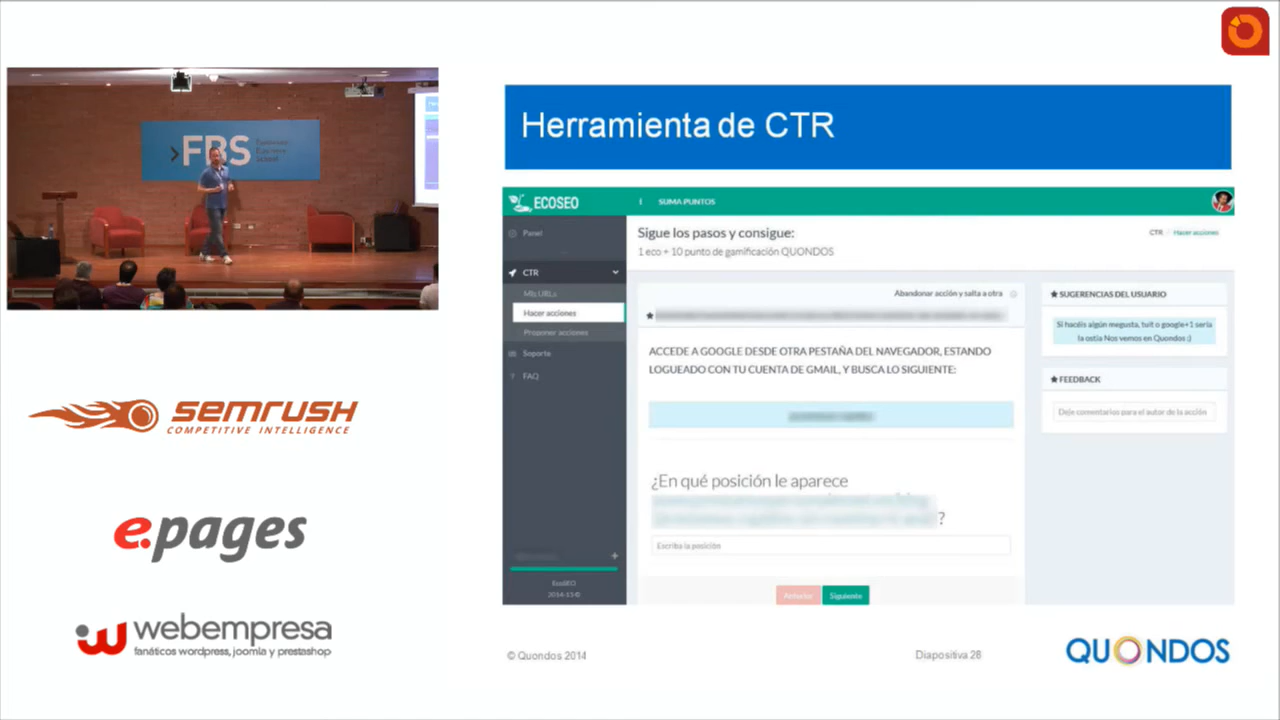 Herramienta de CTR
>FBS
ECOSEO
SUMA PUNTOS
Panel
Sigue los pasos y consigue:
1 eco + 10 punto de gamificación QUONDOS
CTR / Hacer acciones
CTR
Mis URLs
Hacer acciones
Proponer acciones
Soporte
? FAQ
Abandonar acción y salta a otra
ACCEDE A GOOGLE DESDE OTRA PESTAÑA DEL NAVEGADOR, ESTANDO
LOGUEADO CON TU CUENTA DE GMAIL, Y BUSCA LO SIGUIENTE:
¿En qué posición le aparece
?
Escriba la posición
Anterior
Siguiente
SUGERENCIAS DEL USUARIO
Si hacéis algún megusta, tuit o google+1 sería
la ostia Nos vemos en Quondos ;)
FEEDBACK
Deje comentarios para el autor de la acción
EcoSEO
SEMRUSH
COMPETITIVE INTELLIGENCE
e.pages
webempresa
fanáticos wordpress, joomla y prestashop
© Quondos 2014
Diapositiva 28
QUONDOS